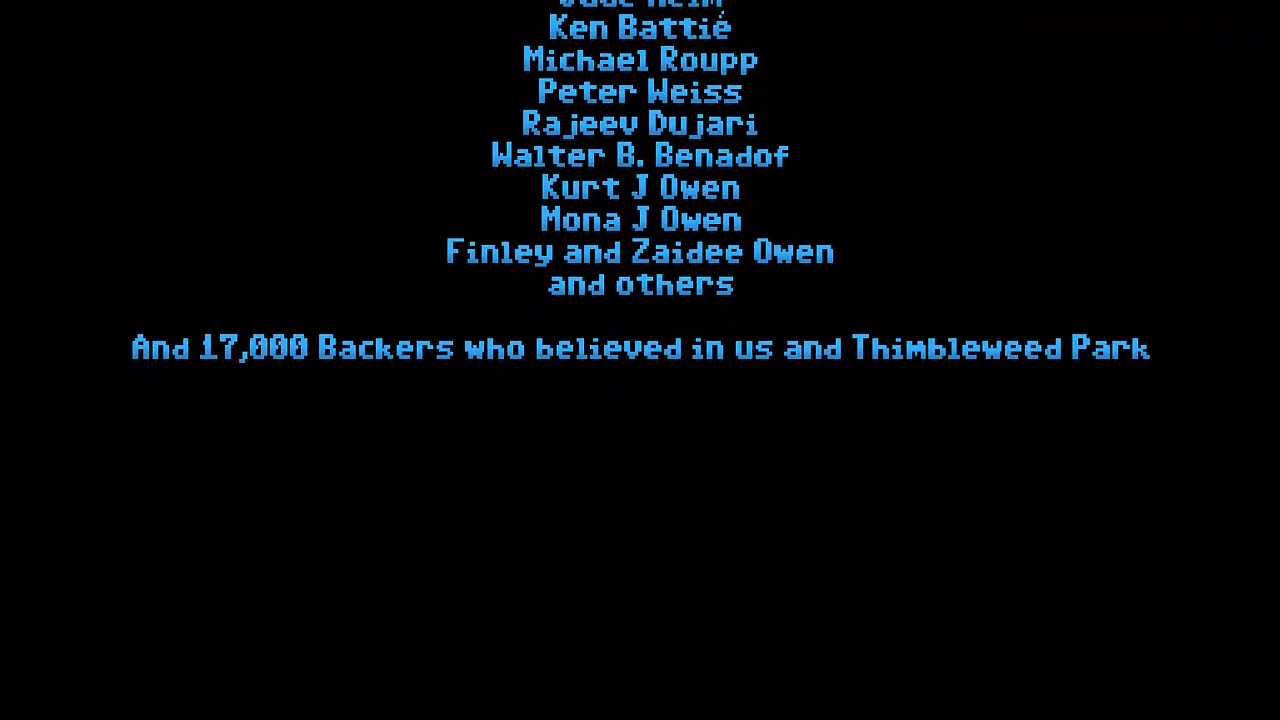 Ken Battie
Michael Roupp
Peter Weiss
Rajeev Dujari
Walter B. Benadof
Kurt J Owen
Mona J Owen
Finley and Zaidee Owen
and others
And 17,000 Backers who believed in us and Thimbleweed Park